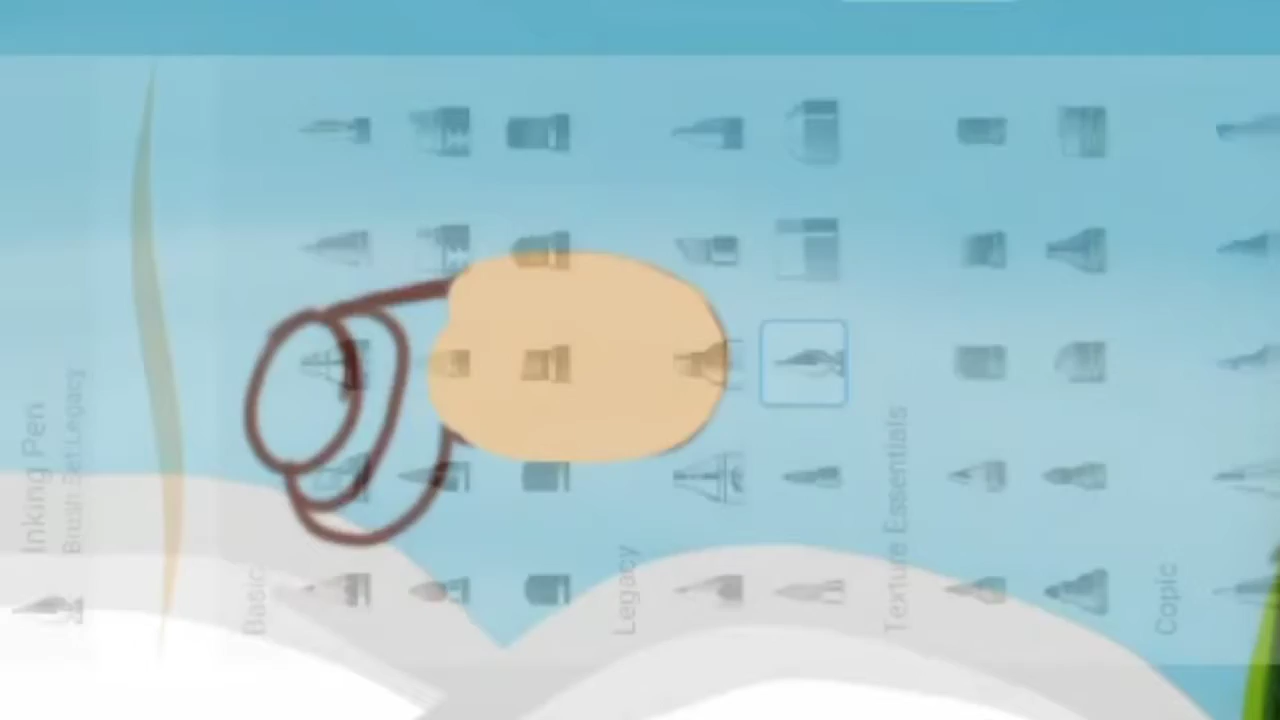 Inking Pen
Brush Set:Legacy
Basic
Legacy
Texture Essentials
Copic